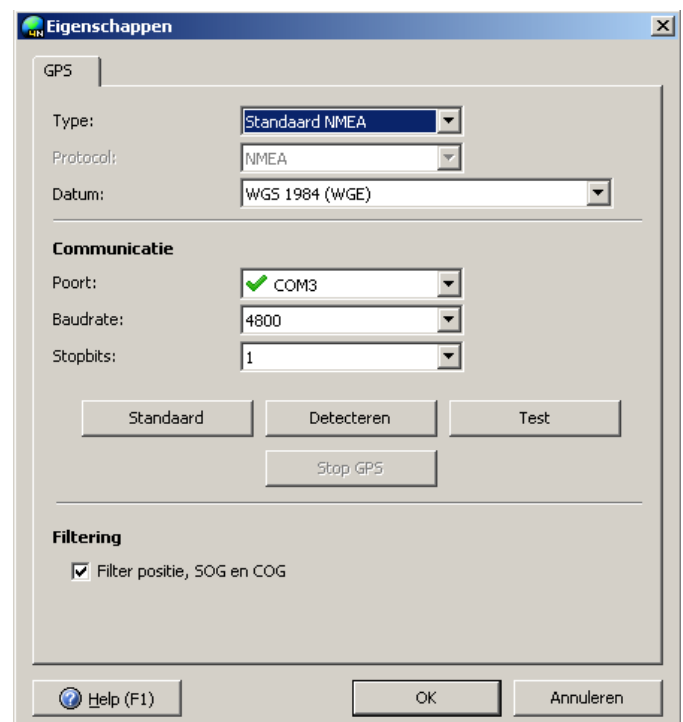 Eigenschappen
GPS
Type: Standaard NMEA
Protocol: NMEA
Datum: WGS 1984 (WGE)
Communicatie
Poort: COM3
Baudrate: 4800
Stopbits: 1
Standaard Detecteren Test
Stop GPS
Filtering
Filter positie, SOG en COG
Help (F1) OK Annuleren